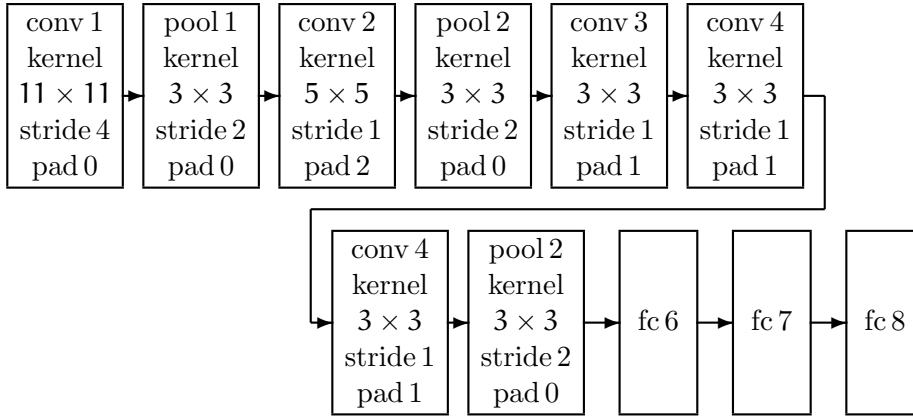 conv 1
kernel
11 × 11
stride 4
pad 0
pool 1
kernel
3 × 3
stride 2
pad 0
conv 2
kernel
5 × 5
stride 1
pad 2
pool 2
kernel
3 × 3
stride 2
pad 0
conv 3
kernel
3 × 3
stride 1
pad 1
conv 4
kernel
3 × 3
stride 1
pad 1
conv 4
kernel
3 × 3
stride 1
pad 1
pool 2
kernel
3 × 3
stride 2
pad 0
fc 6
fc 7
fc 8